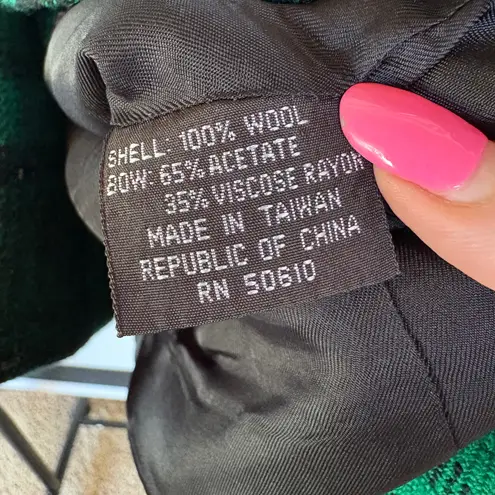 SHELL: 100% WOOL
BOW: 65% ACETATE
35% VISCOSE RAYON
MADE IN TAIWAN
REPUBLIC OF CHINA
RN 50610